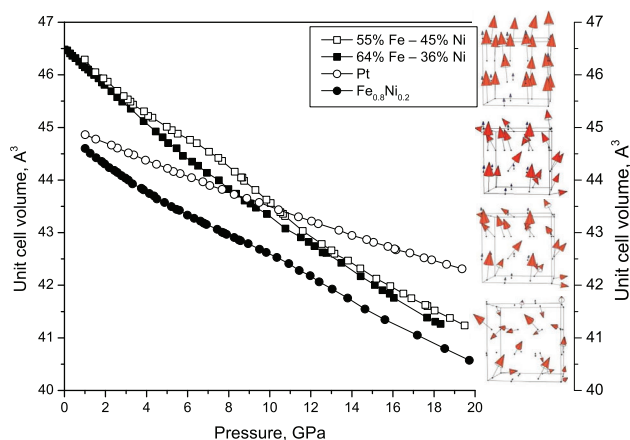 55% Fe – 45% Ni
64% Fe – 36% Ni
Pt
Fe0.8Ni0.2
Unit cell volume, A3
47
46
45
44
43
42
41
40
0 2 4 6 8 10 12 14 16 18 20
Pressure, GPa
47
46
45
44
43
42
41
40
Unit cell volume, A3